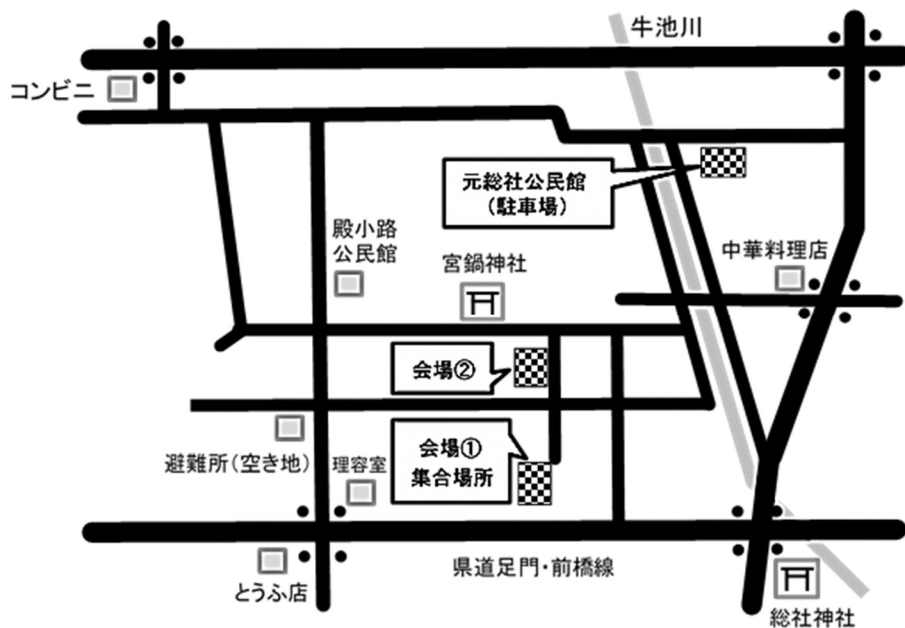 牛池川
コンビニ
元総社公民館
(駐車場)
殿小路
公民館
宮鍋神社
中華料理店
会場②
会場①
集合場所
避難所(空き地)
理容室
県道足門・前橋線
とうふ店
総社神社